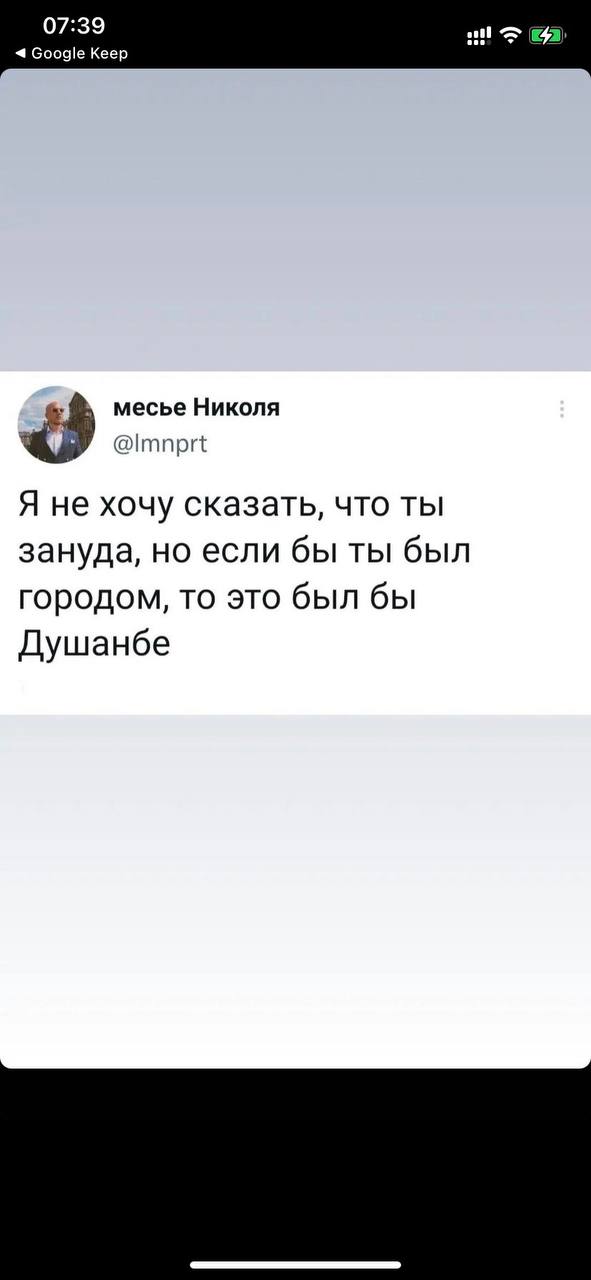 07:39
◀ Google Keep
месье Николя
@lmnprt
Я не хочу сказать, что ты
зануда, но если бы ты был
городом, то это был бы
Душанбе